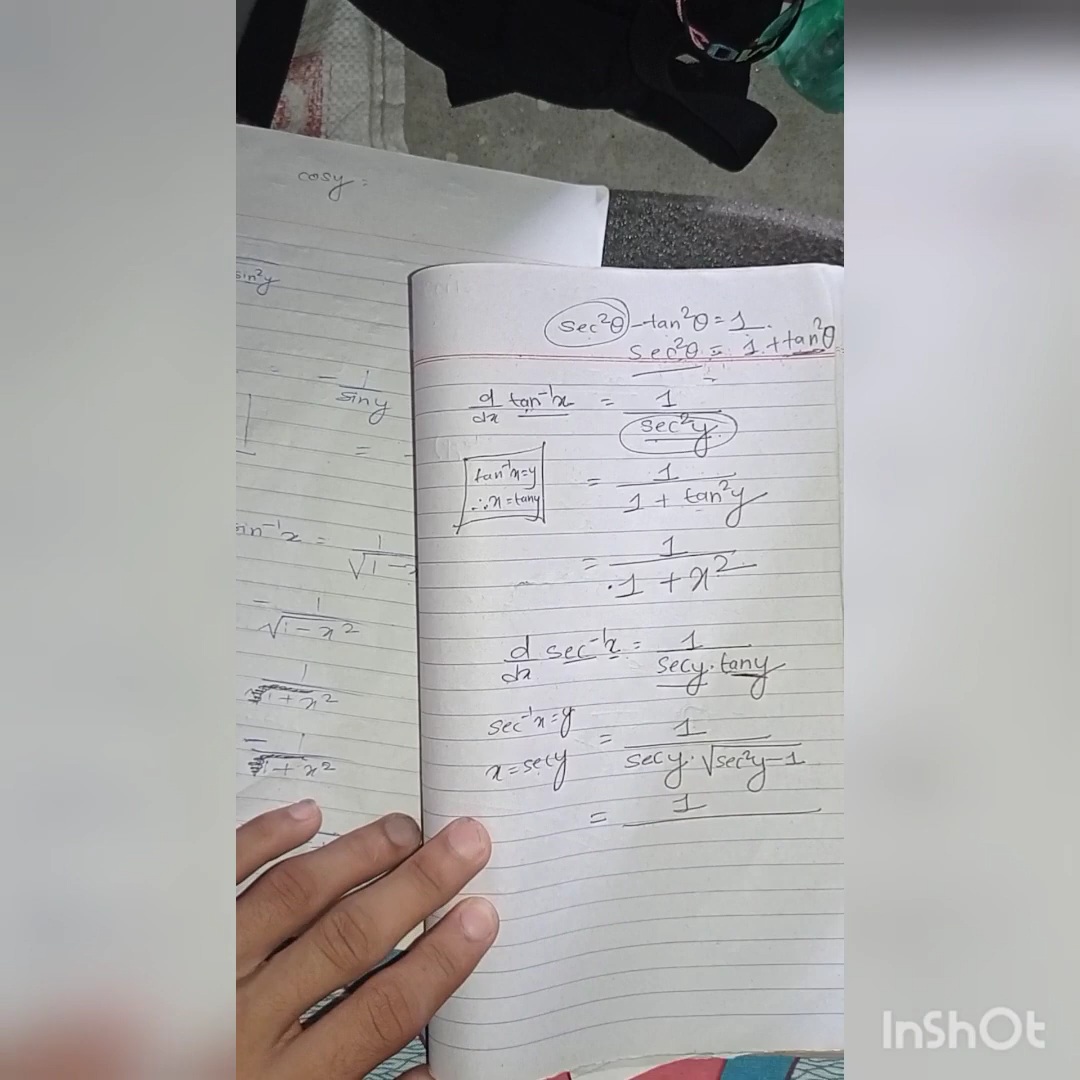 cosy =
sin²y
= - 1/siny
=
sin⁻¹x = 1/√1-
- 1/√1-x²
1/1+x²
- 1/1+x²
sec²θ - tan²θ = 1
sec²θ = 1 + tan²θ
d/dx tan⁻¹x = 1/sec²y
tan⁻¹x=y
∴x=tany
= 1/1 + tan²y
= 1/1 + x²
d/dx sec⁻¹x = 1/secy.tany
sec⁻¹x=y
x=secy
= 1/secy.√sec²y-1
= 1/
InShOt